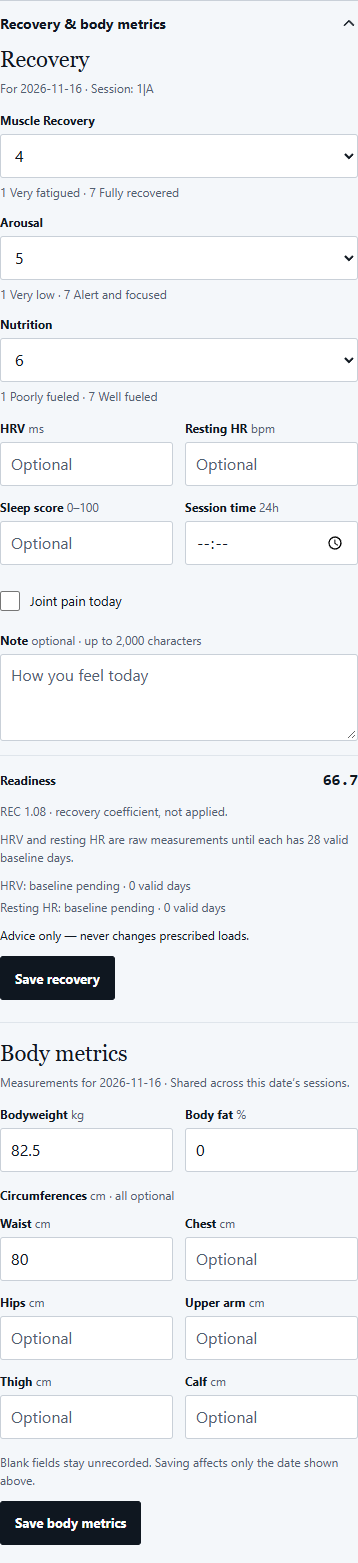 Recovery & body metrics
Recovery
For 2026-11-16 · Session: 1|A
Muscle Recovery
4
1 Very fatigued · 7 Fully recovered
Arousal
5
1 Very low · 7 Alert and focused
Nutrition
6
1 Poorly fueled · 7 Well fueled
HRV ms
Resting HR bpm
Optional
Optional
Sleep score 0–100
Session time 24h
Optional
--:--
Joint pain today
Note optional · up to 2,000 characters
How you feel today
Readiness
66.7
REC 1.08 · recovery coefficient, not applied.
HRV and resting HR are raw measurements until each has 28 valid
baseline days.
HRV: baseline pending · 0 valid days
Resting HR: baseline pending · 0 valid days
Advice only — never changes prescribed loads.
Save recovery
Body metrics
Measurements for 2026-11-16 · Shared across this date's sessions.
Bodyweight kg
Body fat %
82.5
0
Circumferences cm · all optional
Waist cm
Chest cm
80
Optional
Hips cm
Upper arm cm
Optional
Optional
Thigh cm
Calf cm
Optional
Optional
Blank fields stay unrecorded. Saving affects only the date shown
above.
Save body metrics